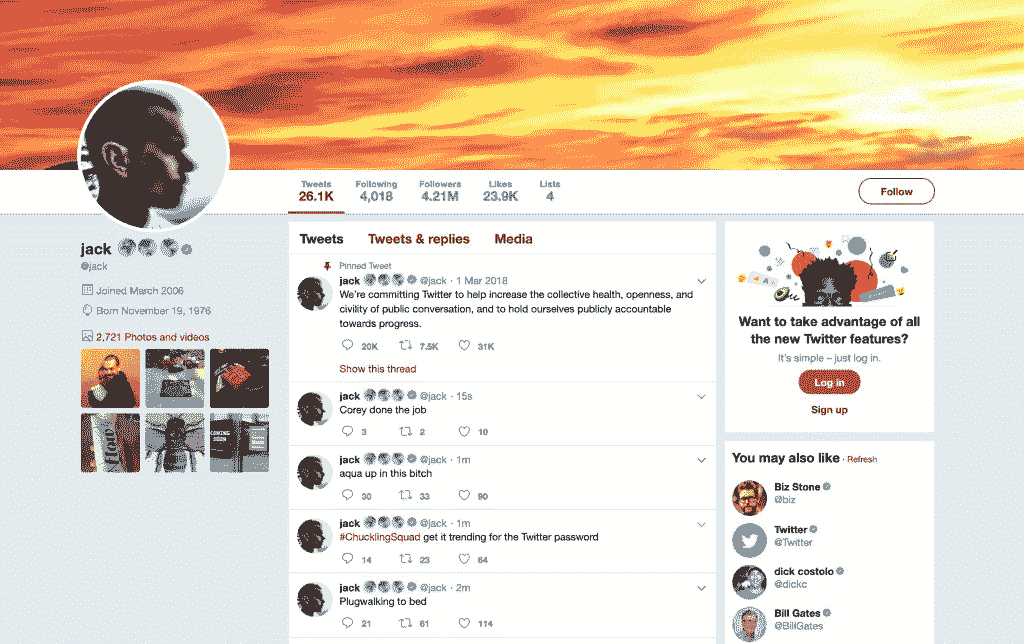 Tweets
26.1K
Following
4,018
Followers
4.21M
Likes
23.9K
Lists
4
Follow
jack
@jack
Joined March 2006
Born November 19, 1976
2,721 Photos and videos
flow
COMING
SOON
Tweets Tweets & replies Media
Pinned Tweet
jack @jack · 1 Mar 2018
We're committing Twitter to help increase the collective health, openness, and
civility of public conversation, and to hold ourselves publicly accountable
towards progress.
20K 7.5K 31K
Show this thread
jack @jack · 15s
Corey done the job
3 2 10
jack @jack · 1m
aqua up in this bitch
30 33 90
jack @jack · 1m
#ChucklingSquad get it trending for the Twitter password
14 23 64
jack @jack · 2m
Plugwalking to bed
21 61 114
Want to take advantage of all
the new Twitter features?
It's simple – just log in.
Log in
Sign up
You may also like · Refresh
Biz Stone
@biz
Twitter
@Twitter
dick costolo
@dickc
Bill Gates
@BillGates